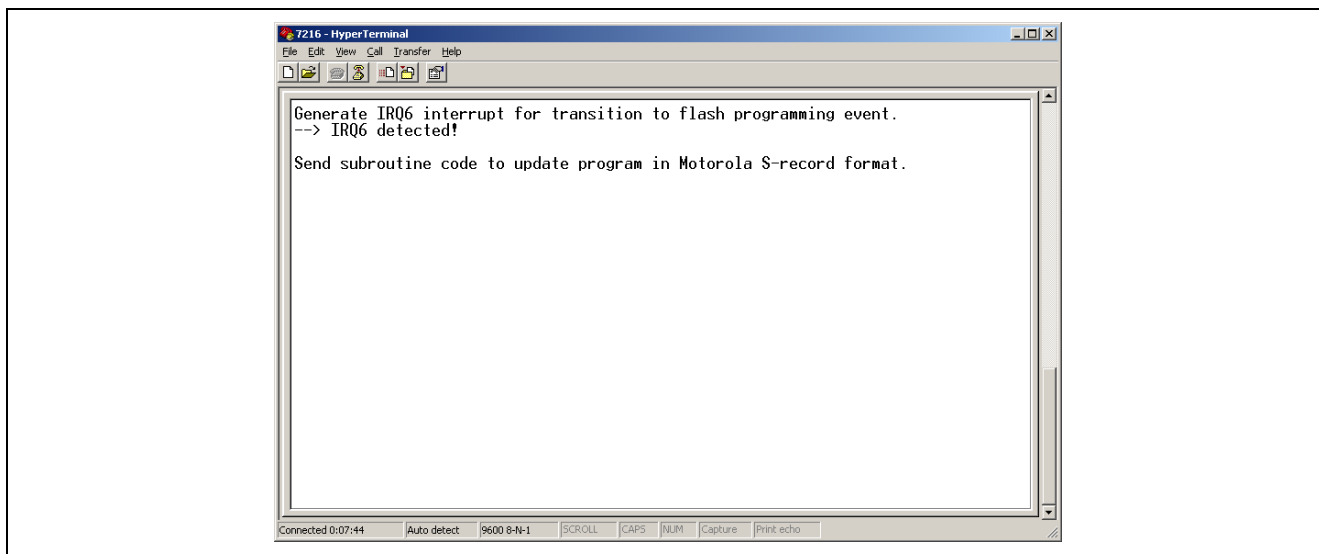 7216 - HyperTerminal
File Edit View Call Transfer Help
Generate IRQ6 interrupt for transition to flash programming event.
--> IRQ6 detected!
Send subroutine code to update program in Motorola S-record format.
Connected 0:07:44 Auto detect 9600 8-N-1 SCROLL CAPS NUM Capture Print echo